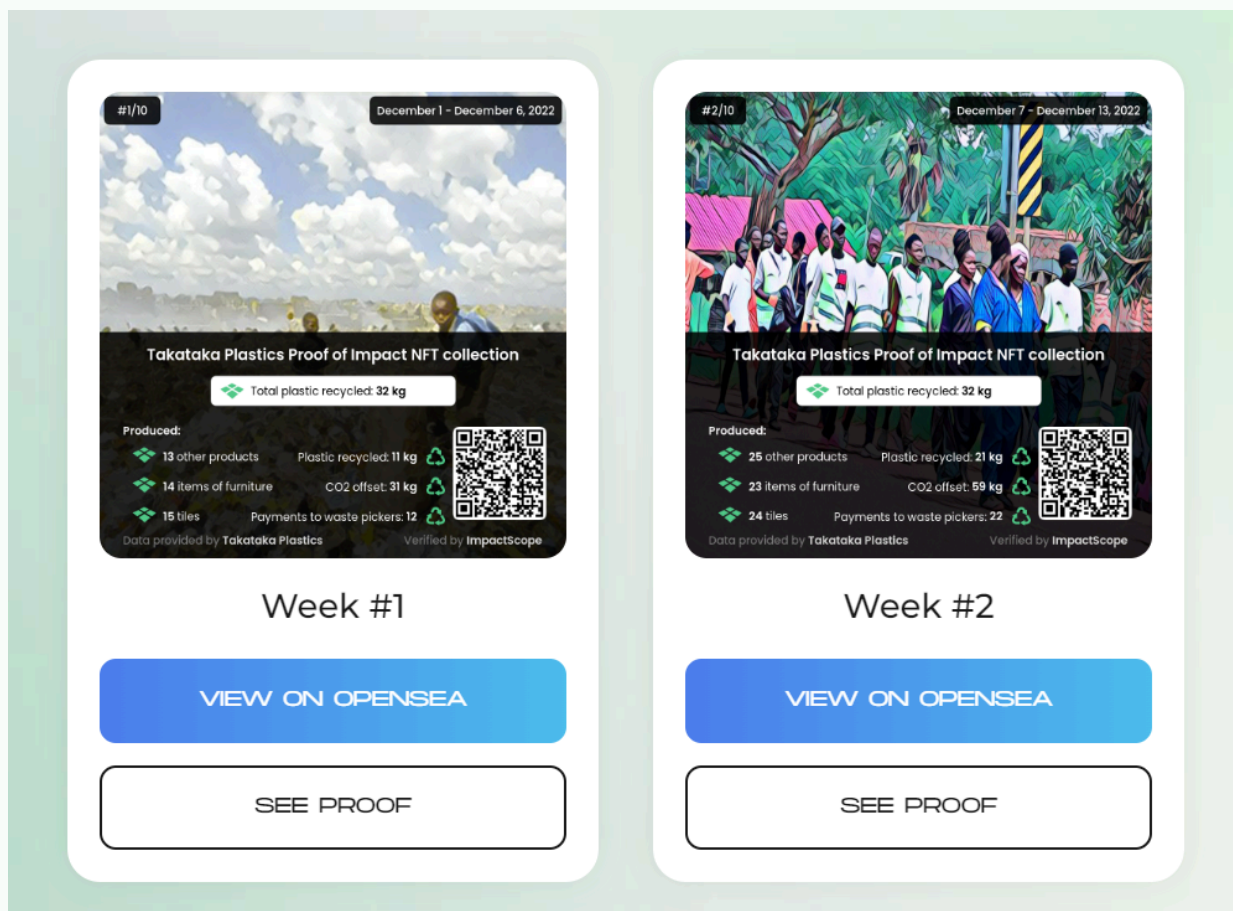 #1/10
December 1 - December 6, 2022
Takataka Plastics Proof of Impact NFT collection
Total plastic recycled: 32 kg
Produced:
13 other products
Plastic recycled: 11 kg
14 items of furniture
CO2 offset: 31 kg
15 tiles
Payments to waste pickers: 12
Data provided by Takataka Plastics
Verified by ImpactScope
Week #1
VIEW ON OPENSEA
SEE PROOF
#2/10
December 7 - December 13, 2022
Takataka Plastics Proof of Impact NFT collection
Total plastic recycled: 32 kg
Produced:
25 other products
Plastic recycled: 21 kg
23 items of furniture
CO2 offset: 59 kg
24 tiles
Payments to waste pickers: 22
Data provided by Takataka Plastics
Verified by ImpactScope
Week #2
VIEW ON OPENSEA
SEE PROOF